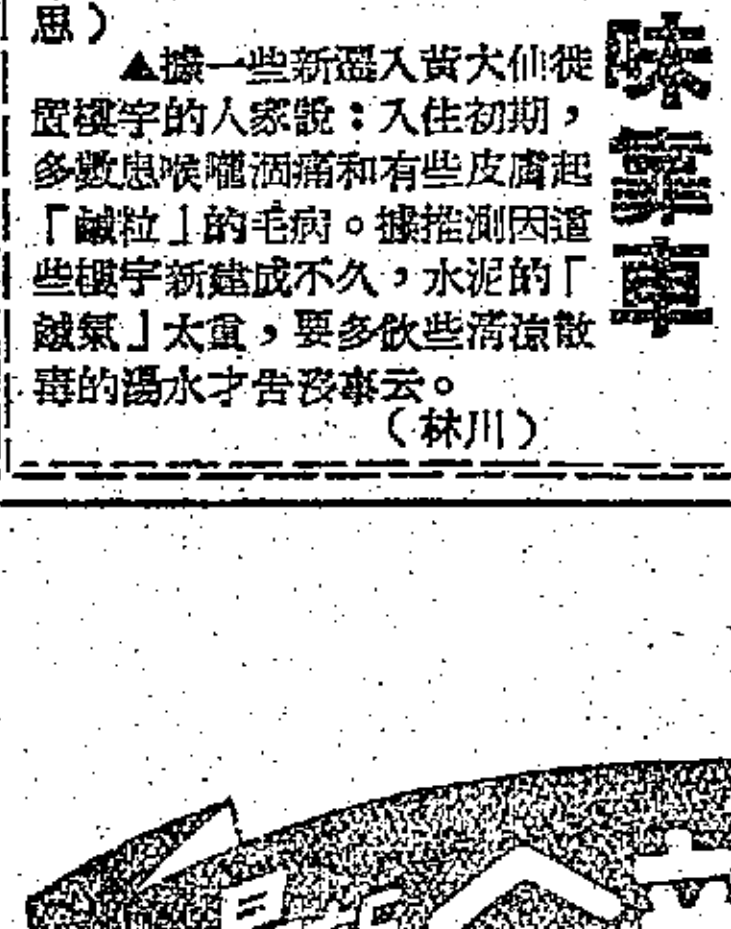 思）
▲據一些新遷入黃大仙徙
置樓宇的人家說：入住初期，
多數患喉嚨涸痛和有些皮膚起
「鹹粒」的毛病。據推測因這
些樓宇新建成不久，水泥的「
鹹氣」太重，要多飲些清涼散
毒的湯水才告沒事云。
（林川）